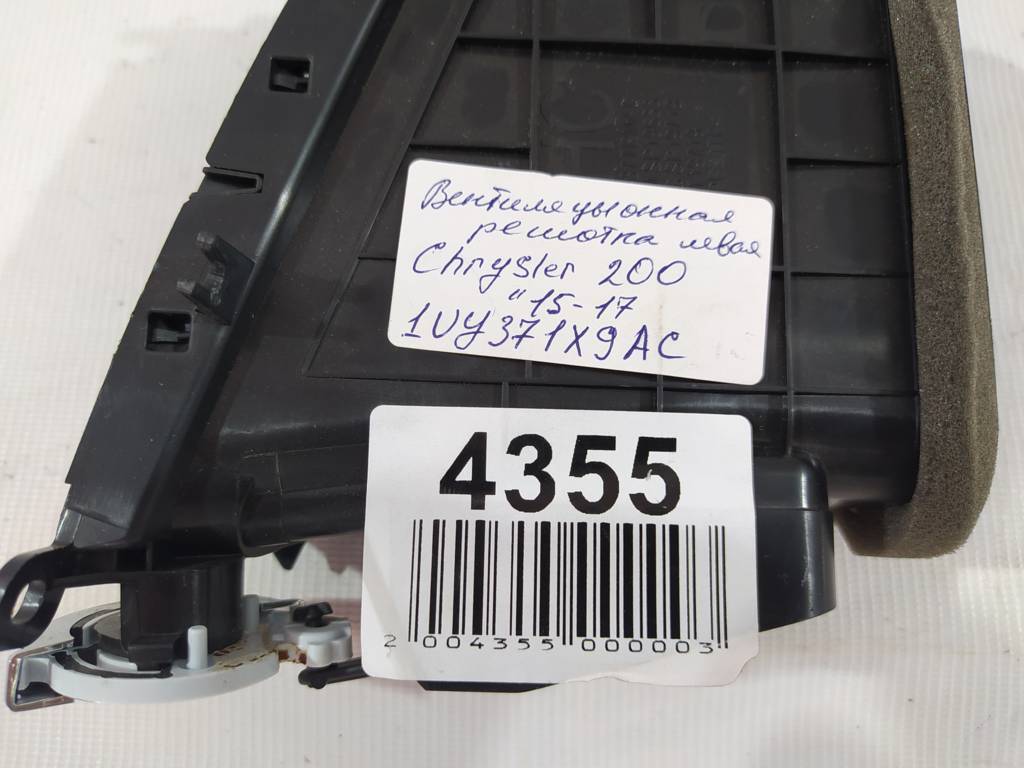 Вентиляционная
решотка левая
Chrysler 200
"15-17
1UY371X9AC
4355
2 004355 000003